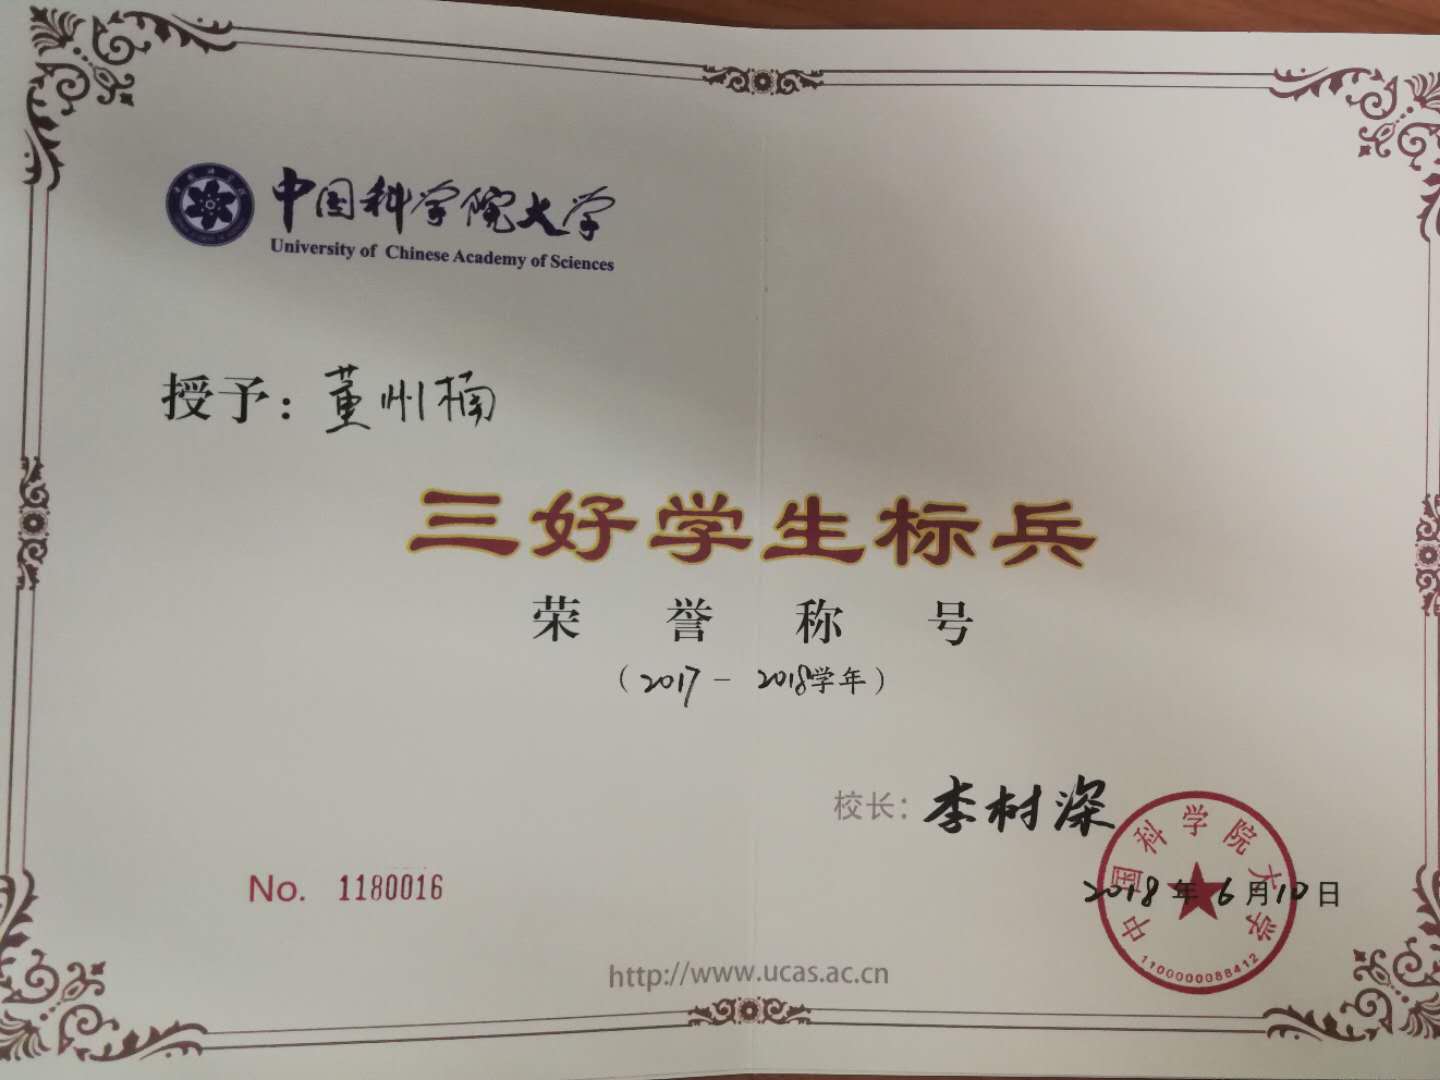 中国科学院大学
University of Chinese Academy of Sciences
授予：董州楠
三好学生标兵
荣誉称号
（2017－2018学年）
校长：李树深
中国科学院大学
1100000088412
2018年6月10日
No. 1180016
http://www.ucas.ac.cn